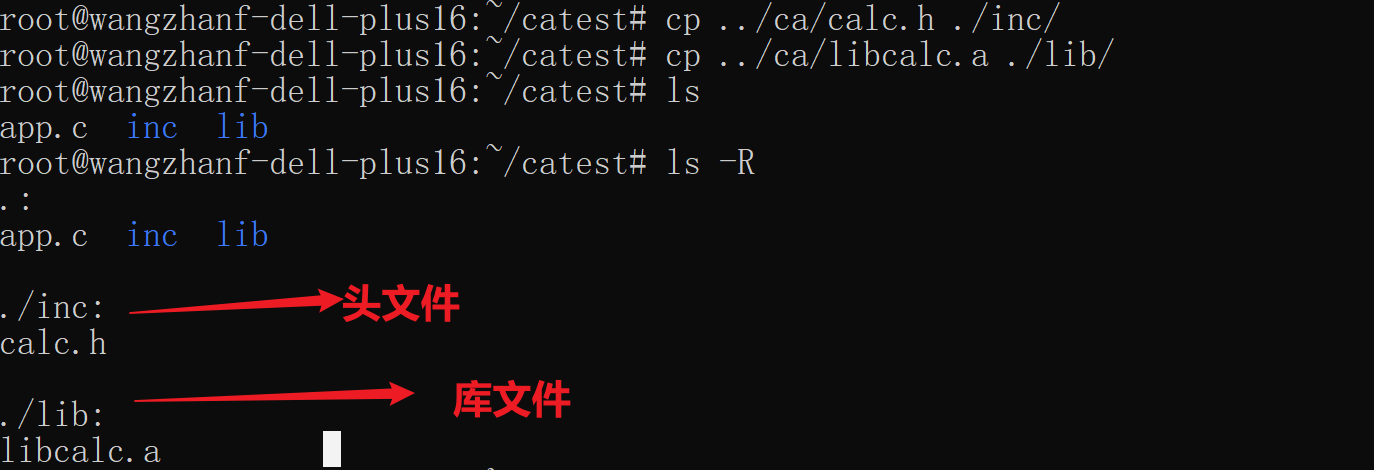 root@wangzhanf-dell-plus16:~/catest# cp ../ca/calc.h ./inc/
root@wangzhanf-dell-plus16:~/catest# cp ../ca/libcalc.a ./lib/
root@wangzhanf-dell-plus16:~/catest# ls
app.c  inc  lib
root@wangzhanf-dell-plus16:~/catest# ls -R
.:
app.c  inc  lib
./inc: 头文件
calc.h
./lib: 库文件
libcalc.a